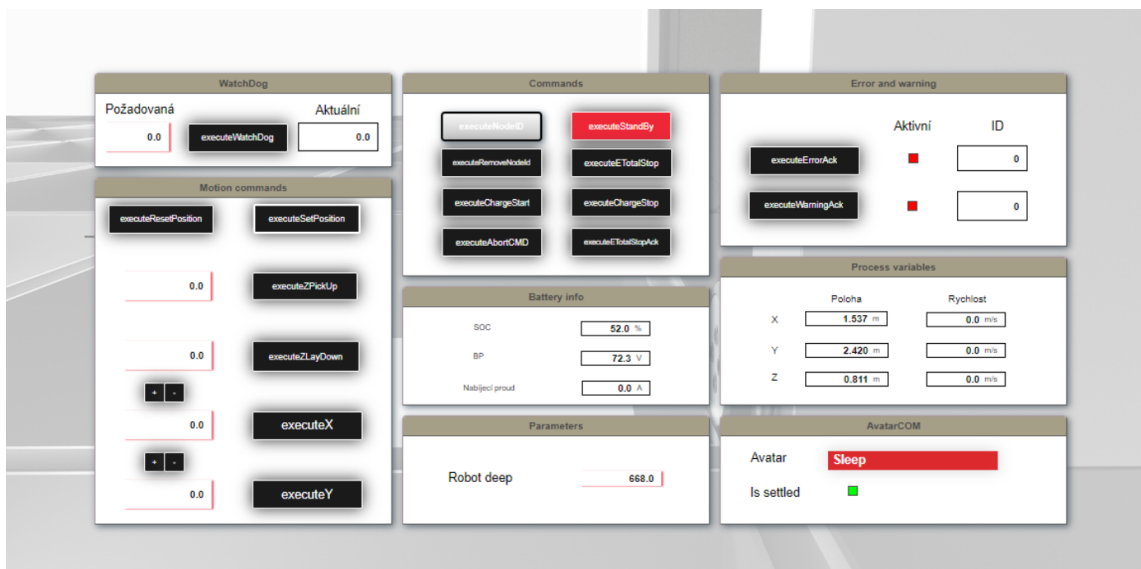 WatchDog
Požadovaná
Aktuální
0.0
executeWatchDog
0.0
Motion commands
executeResetPosition
executeSetPosition
0.0
executeZPickUp
0.0
executeZLayDown
+ -
0.0
executeX
+ -
0.0
executeY
Commands
executeNodeID
executeStandBy
executeRemoveNodeId
executeETotalStop
executeChargeStart
executeChargeStop
executeAbortCMD
executeETotalStopAck
Battery info
SOC
52.0 %
BP
72.3 V
Nabíjecí proud
0.0 A
Parameters
Robot deep
668.0
Error and warning
Aktivní
ID
executeErrorAck
0
executeWarningAck
0
Process variables
Poloha
Rychlost
X
1.537 m
0.0 m/s
Y
2.420 m
0.0 m/s
Z
0.811 m
0.0 m/s
AvatarCOM
Avatar
Sleep
Is settled